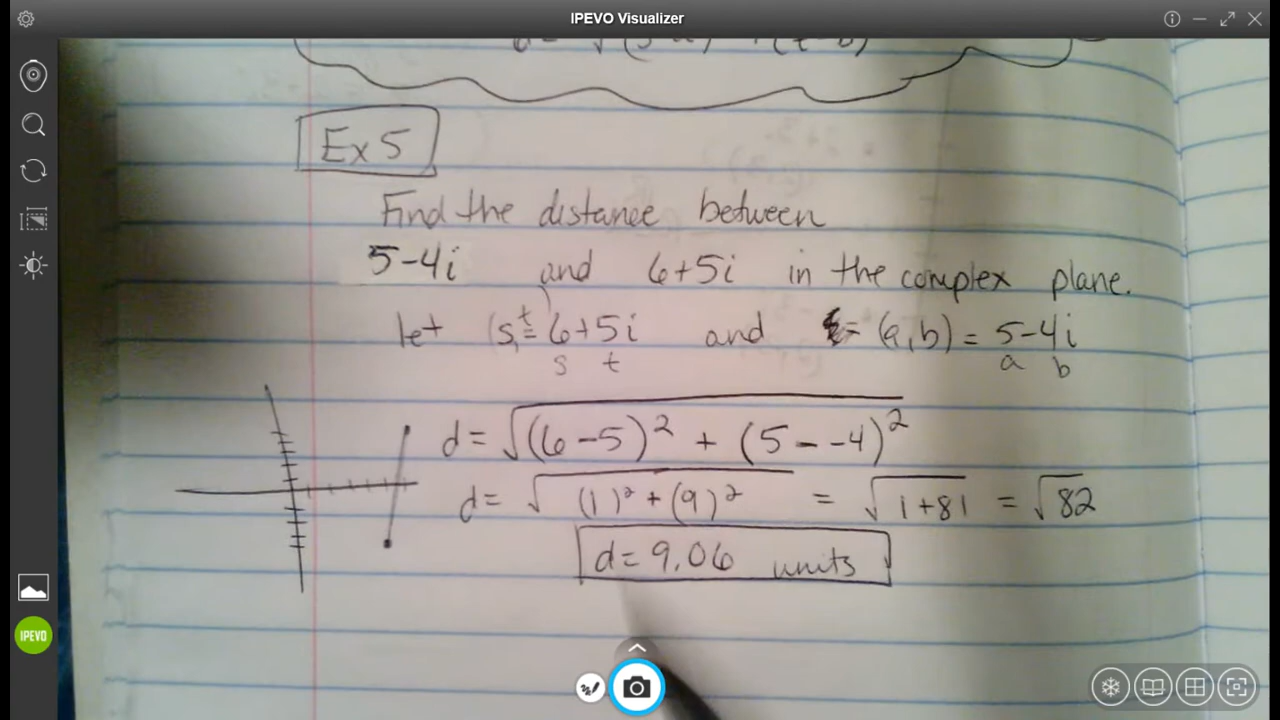 IPEVO Visualizer
Ex 5
Find the distance between
5-4i and 6+5i in the complex plane.
let (s,t) = 6+5i and = (a,b) = 5-4i
s t a b
d = √(6-5)² + (5--4)²
d = √(1)² + (9)² = √1+81 = √82
d = 9.06 units
IPEVO